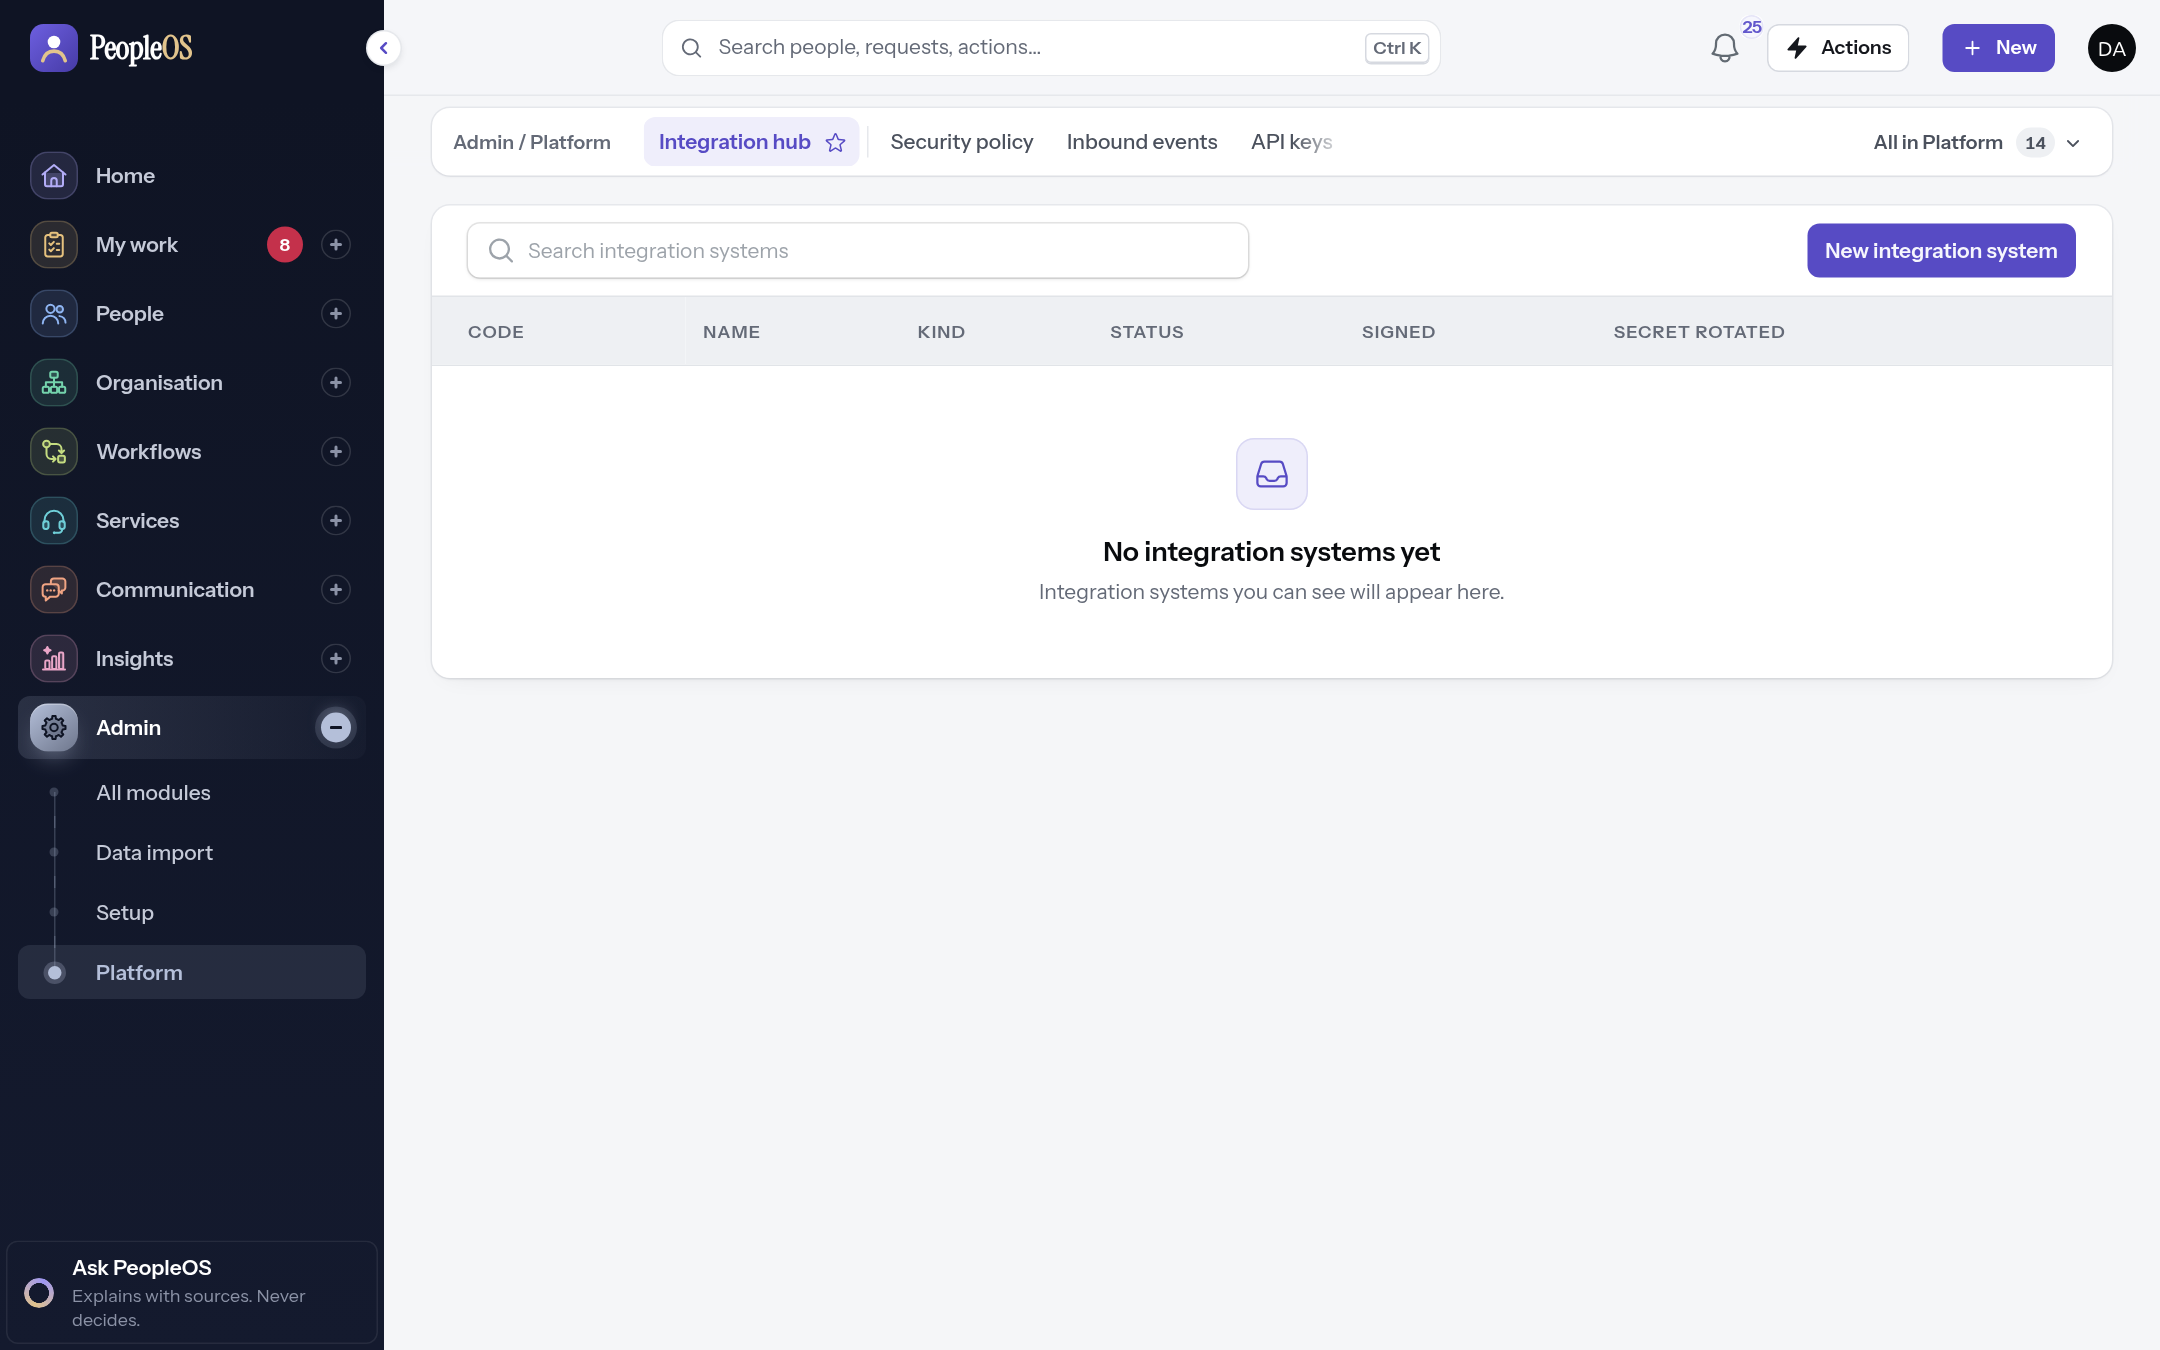 PeopleOS
Search people, requests, actions...
Ctrl K
25
Actions
New
DA
Home
My work
8
People
Organisation
Workflows
Services
Communication
Insights
Admin
All modules
Data import
Setup
Platform
Ask PeopleOS
Explains with sources. Never
decides.
Admin / Platform
Integration hub
Security policy
Inbound events
API keys
All in Platform
14
Search integration systems
New integration system
CODE
NAME
KIND
STATUS
SIGNED
SECRET ROTATED
No integration systems yet
Integration systems you can see will appear here.